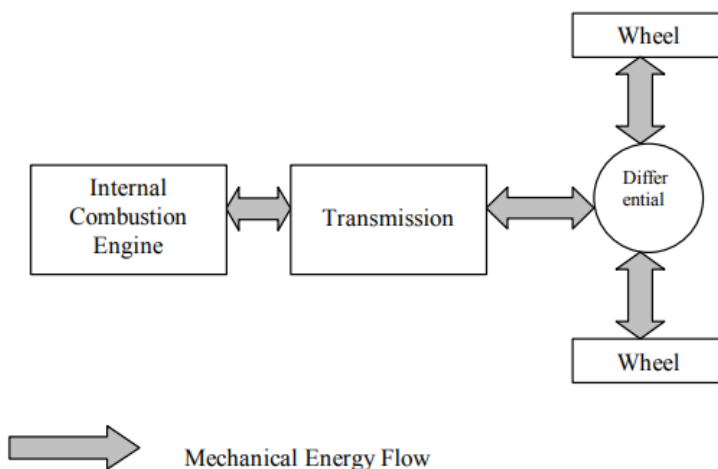 Wheel
Internal
Combustion
Engine
Transmission
Differ
ential
Wheel
Mechanical Energy Flow